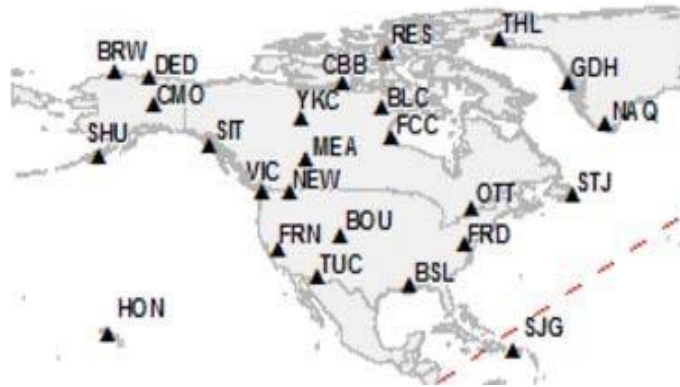 THL
RES
BRW
DED
CBB
GDH
CMO
YKC
BLC
NAQ
FCC
SHU
SIT
MEA
VIC
NEW
OTT
STJ
BOU
FRN
FRD
TUC
BSL
HON
SJG